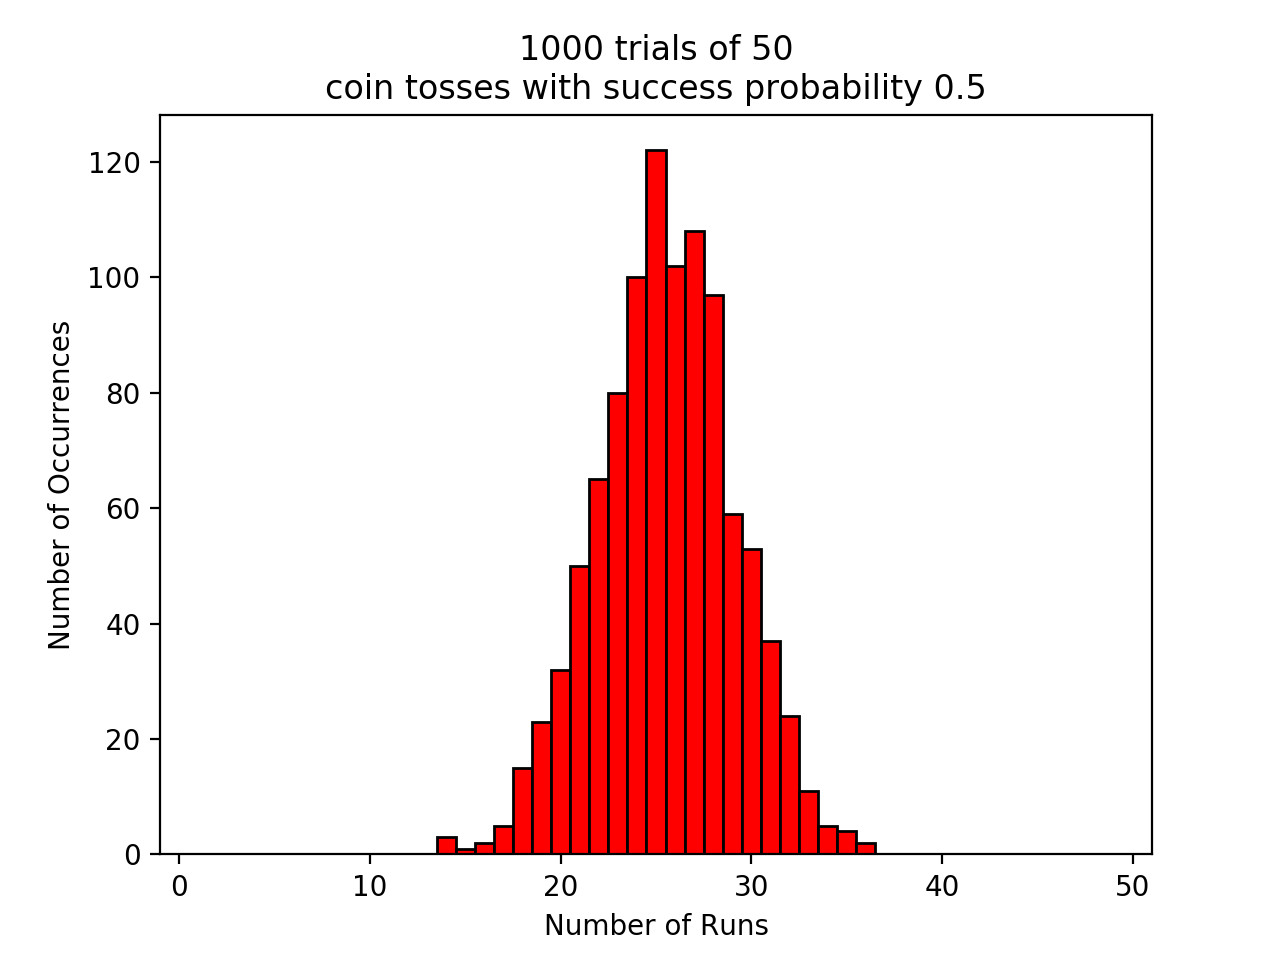 1000 trials of 50
coin tosses with success probability 0.5
Number of Occurrences
120
100
80
60
40
20
0
0 10 20 30 40 50
Number of Runs